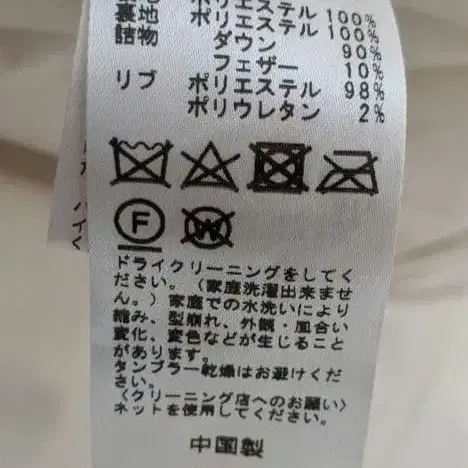 ポリエステル 100%
裏地 ポリエステル 100%
詰物 ダウン 90%
フェザー 10%
リブ ポリエステル 98%
ポリウレタン 2%
F W
ドライクリーニングをしてく
ださい。(家庭洗濯出来ませ
ん。)家庭での水洗いにより
縮み、型崩れ、外観・風合い
変化、変色などが生じること
があります。
タンブラー乾燥はお避けくだ
さい。
〈クリーニング店へのお願い〉
ネットを使用してください。
中国製